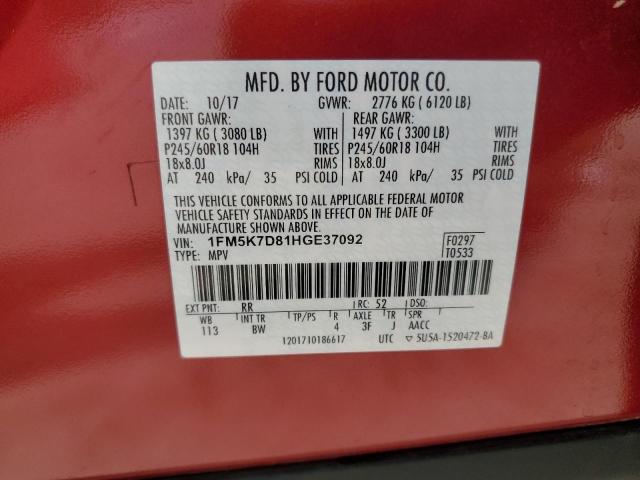 MFD. BY FORD MOTOR CO.
DATE: 10/17 GVWR: 2776 KG ( 6120 LB)
FRONT GAWR: REAR GAWR:
1397 KG ( 3080 LB) WITH 1497 KG ( 3300 LB) WITH
P245/60R18 104H TIRES P245/60R18 104H TIRES
18x8.0J RIMS 18x8.0J RIMS
AT 240 kPa/ 35 PSI COLD AT 240 kPa/ 35 PSI COLD
THIS VEHICLE CONFORMS TO ALL APPLICABLE FEDERAL MOTOR
VEHICLE SAFETY STANDARDS IN EFFECT ON THE DATE OF
MANUFACTURE SHOWN ABOVE.
VIN: 1FM5K7D81HGE37092 F0297
TYPE: MPV T0533
EXT PNT: RR RC: 52 DSO:
WB INT TR TP/PS R AXLE TR SPR
113 BW 4 3F J AACC
1201710186617 UTC ▽ 5U5A-1520472-BA